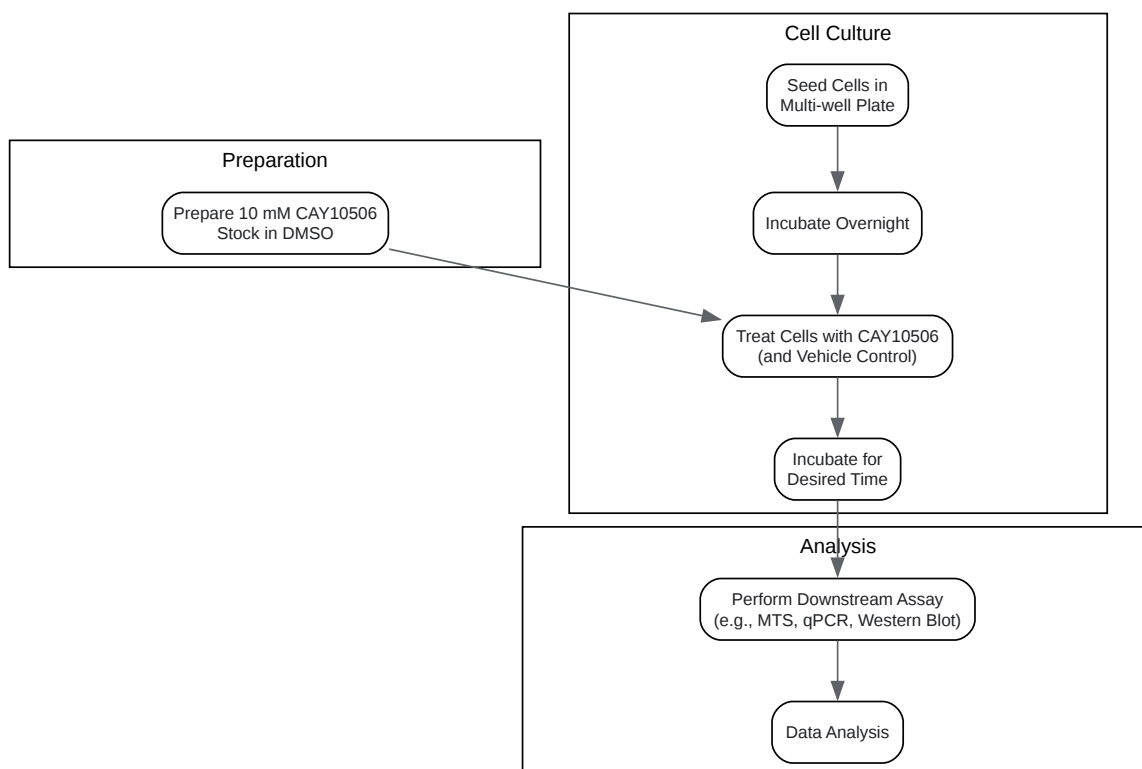 Preparation
Prepare 10 mM CAY10506
Stock in DMSO
Cell Culture
Seed Cells in
Multi-well Plate
Incubate Overnight
Treat Cells with CAY10506
(and Vehicle Control)
Incubate for
Desired Time
Analysis
Perform Downstream Assay
(e.g., MTS, qPCR, Western Blot)
Data Analysis